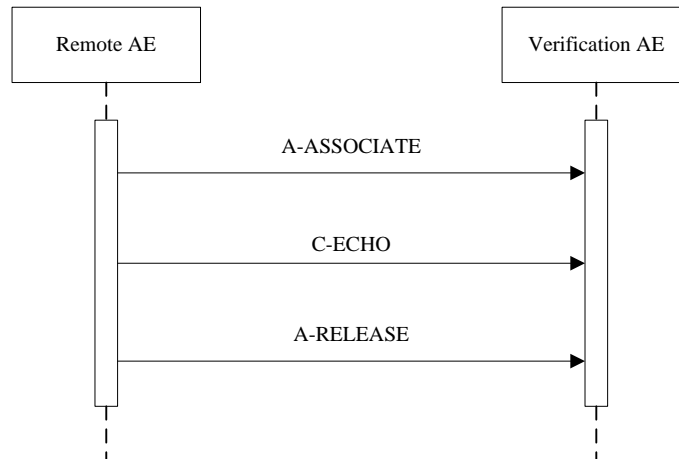 Remote AE
Verification AE
A-ASSOCIATE
C-ECHO
A-RELEASE